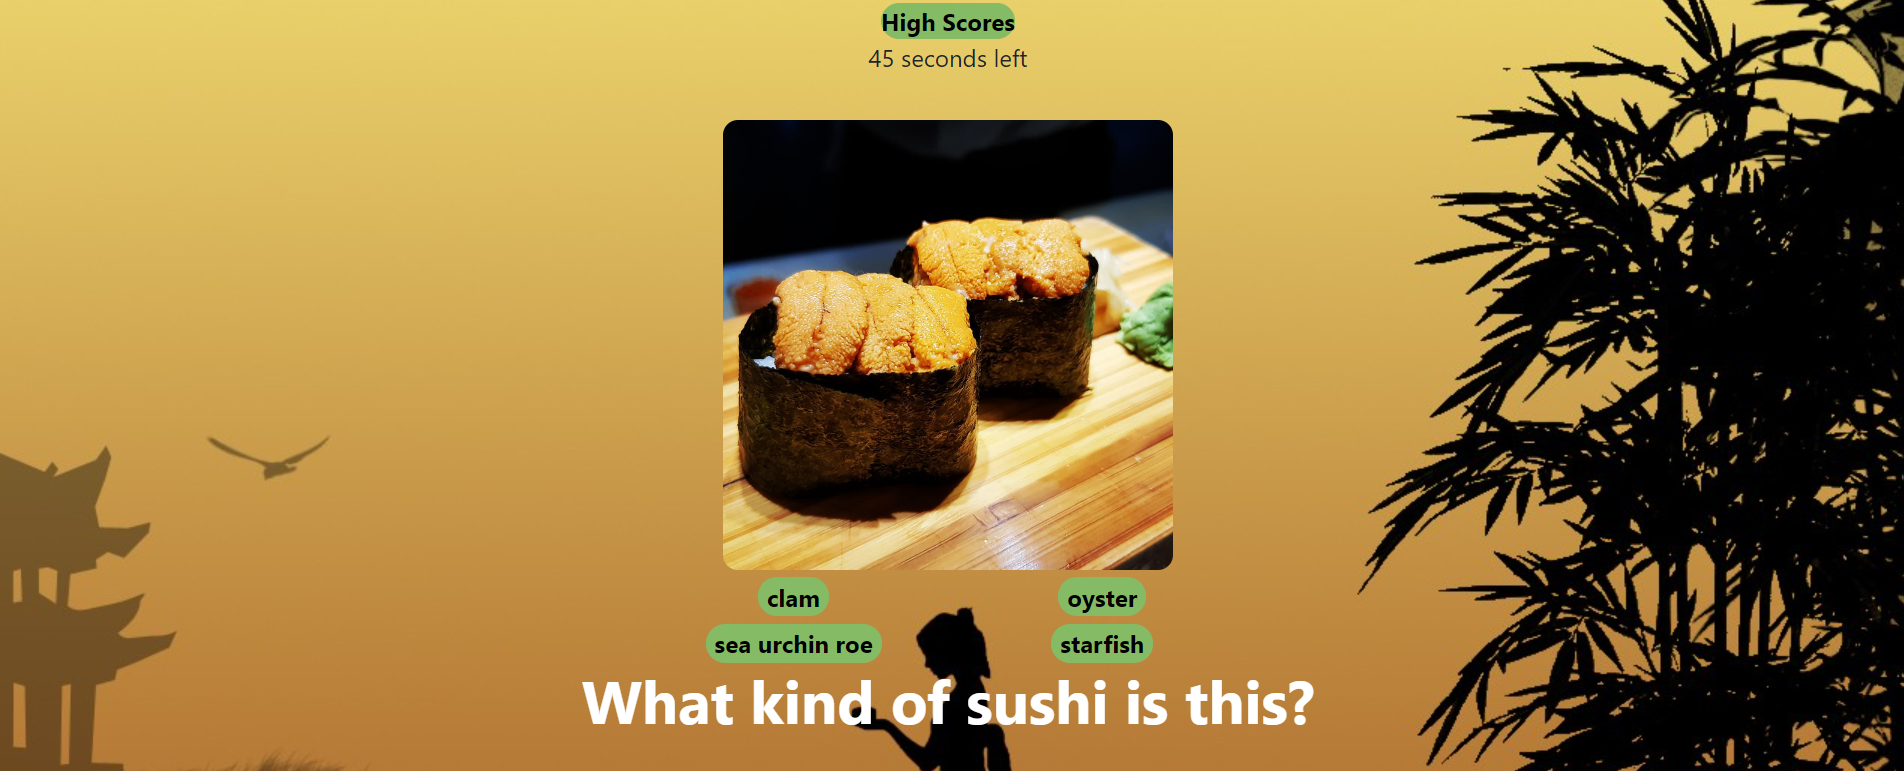 High Scores
45 seconds left
clam
oyster
sea urchin roe
starfish
What kind of sushi is this?